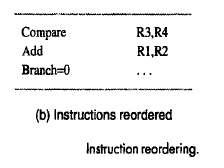 Compare R3,R4
Add R1,R2
Branch=0 ...
(b) Instructions reordered
Instruction reordering.